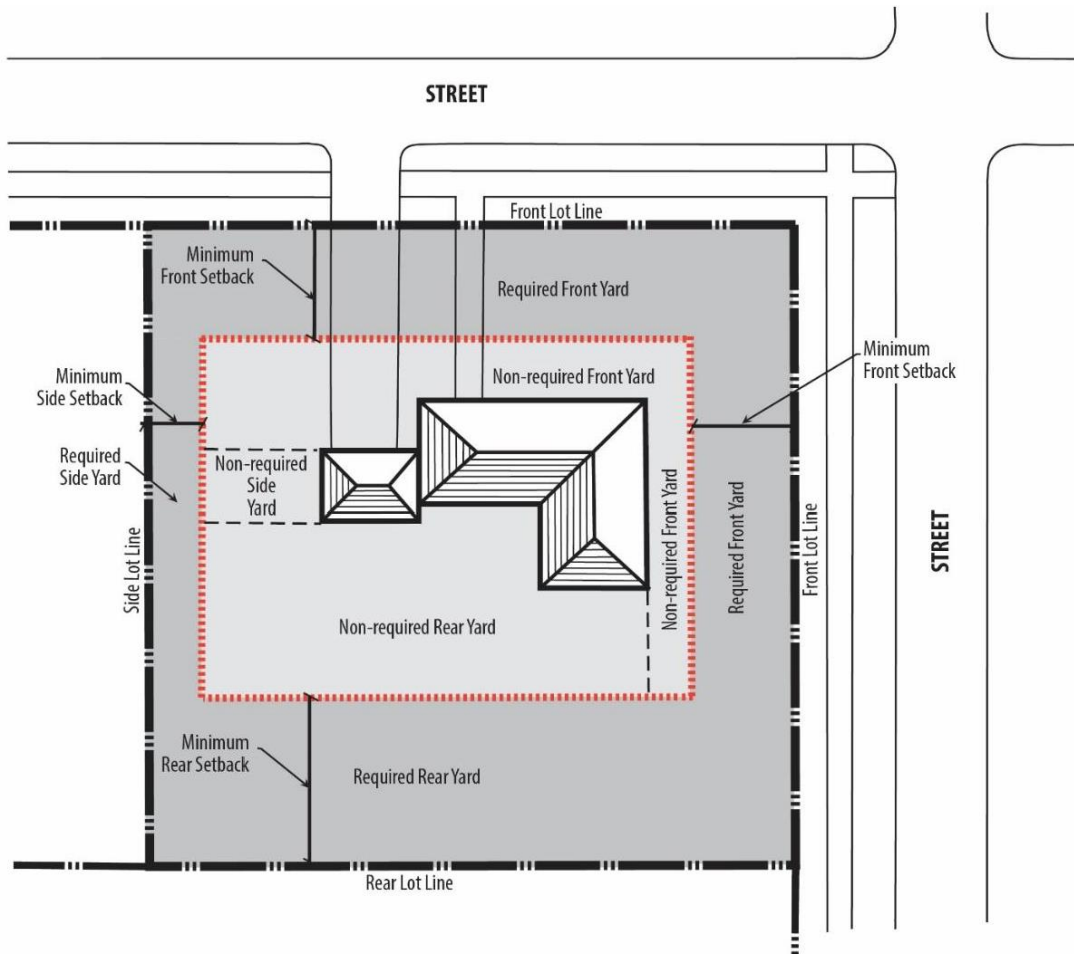 STREET
Front Lot Line
Minimum
Front Setback
Required Front Yard
Minimum
Front Setback
Non-required Front Yard
Minimum
Side Setback
Required
Side Yard
Non-required
Side
Yard
Non-required Front Yard
Required Front Yard
Front Lot Line
STREET
Side Lot Line
Non-required Rear Yard
Minimum
Rear Setback
Required Rear Yard
Rear Lot Line